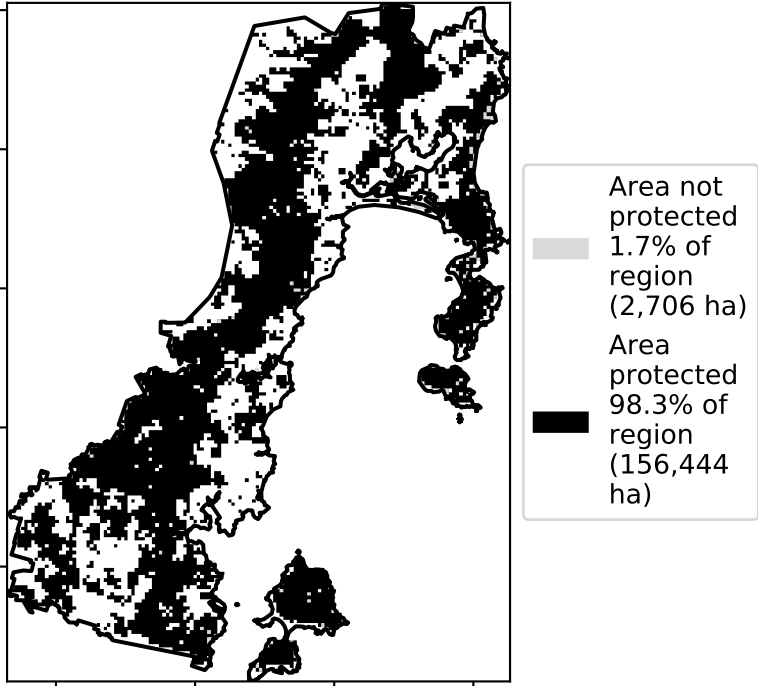 Area not
protected
1.7% of
region
(2,706 ha)
Area
protected
98.3% of
region
(156,444
ha)